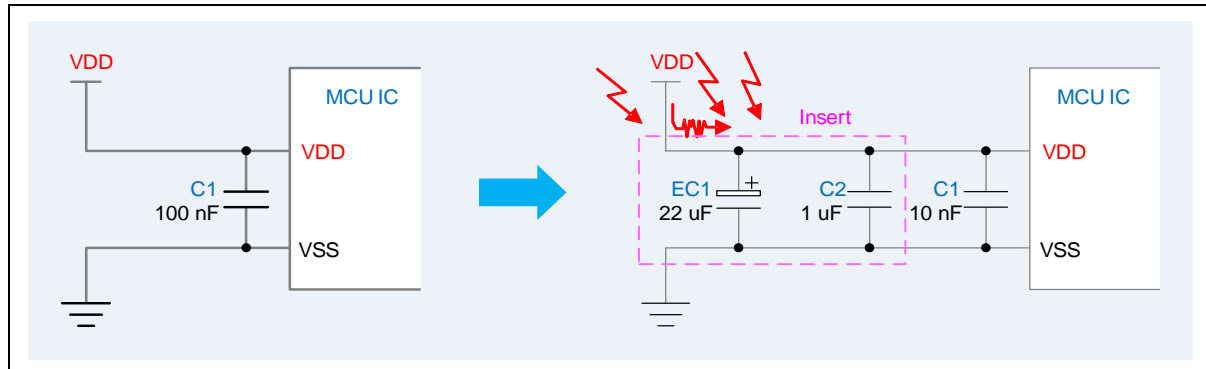 VDD
MCU IC
VDD
C1
100 nF
VSS
VDD
Insert
MCU IC
VDD
EC1
+
22 uF
C2
1 uF
C1
10 nF
VSS